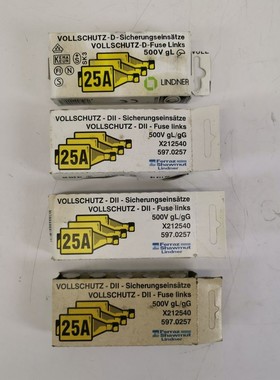 VOLLSCHUTZ-D-Sicherungseinsätze
VOLLSCHUTZ-D-Fuse Links
500V gL
25A
LINDNER
VOLLSCHUTZ - DII - Sicherungseinsätze
VOLLSCHUTZ - DII - Fuse links
500V gL/gG
X212540
597.0257
25A
Ferraz
Shawmut
Lindner
VOLLSCHUTZ - DII - Sicherungseinsätze
VOLLSCHUTZ - DII - Fuse links
500V gL/gG
X212540
597.0257
25A
Ferraz
Shawmut
Lindner
VOLLSCHUTZ - DII - Sicherungseinsätze
VOLLSCHUTZ - DII - Fuse links
500V gL/gG
X212540
597.0257
25A
Ferraz
Shawmut
Lindner